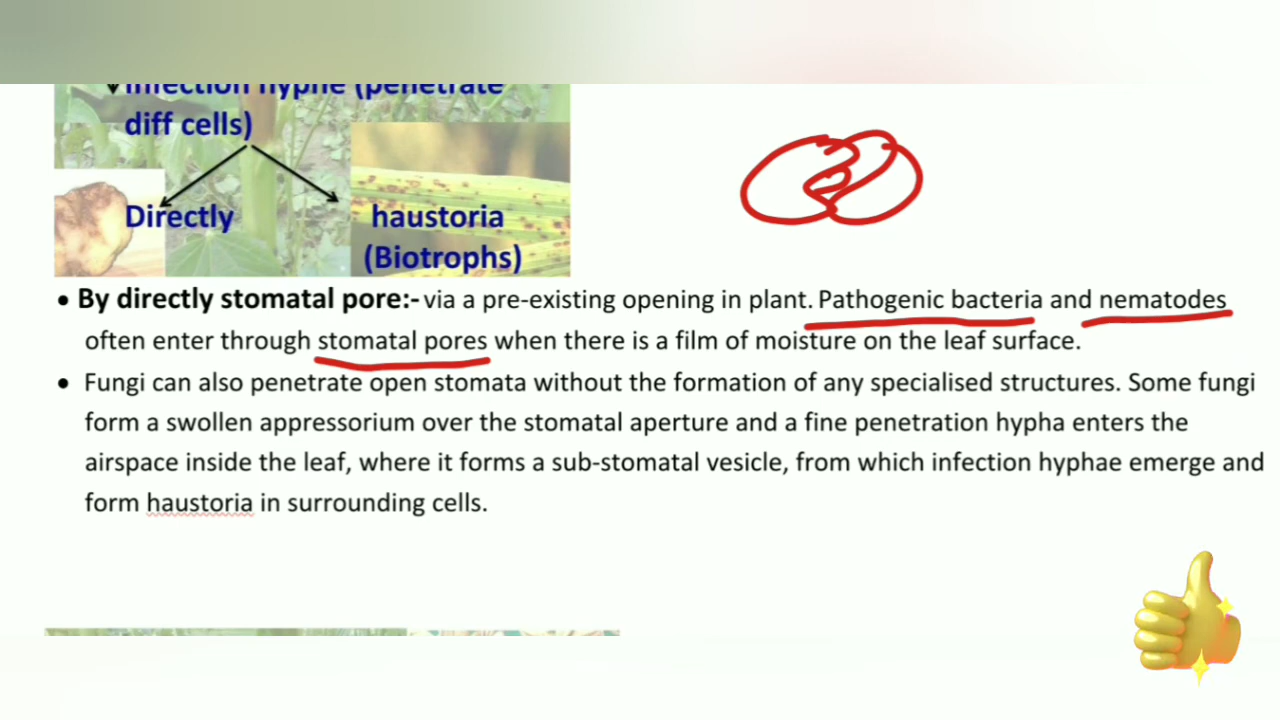 Infection hyphe (penetrate
diff cells)
Directly
haustoria
(Biotrophs)
• By directly stomatal pore:- via a pre-existing opening in plant. Pathogenic bacteria and nematodes
often enter through stomatal pores when there is a film of moisture on the leaf surface.
• Fungi can also penetrate open stomata without the formation of any specialised structures. Some fungi
form a swollen appressorium over the stomatal aperture and a fine penetration hypha enters the
airspace inside the leaf, where it forms a sub-stomatal vesicle, from which infection hyphae emerge and
form haustoria in surrounding cells.